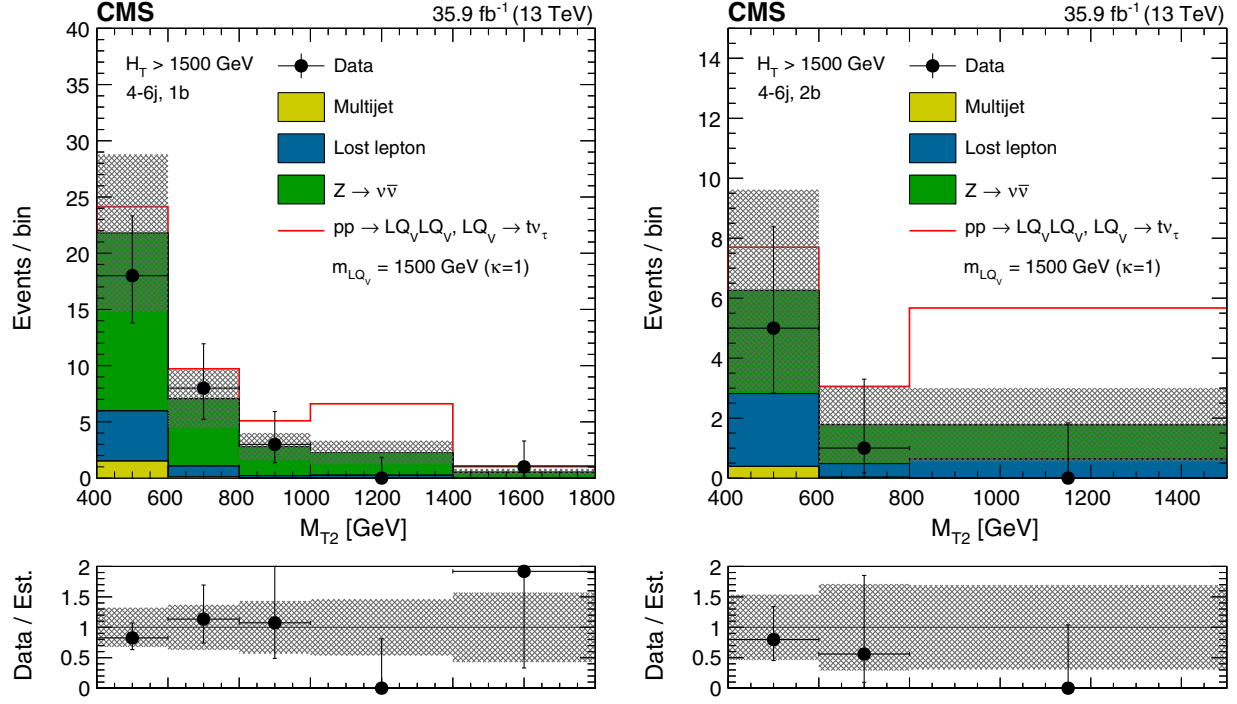 CMS 35.9 fb⁻¹ (13 TeV)
Events / bin
40
35
30
25
20
15
10
5
0
H_T > 1500 GeV
4-6j, 1b
Data
Multijet
Lost lepton
Z → νν̅
pp → LQ_V LQ_V, LQ_V → tν_τ
m_LQ_V = 1500 GeV (κ=1)
400 600 800 1000 1200 1400 1600 1800
M_T2 [GeV]
Data / Est.
2
1.5
1
0.5
0
CMS 35.9 fb⁻¹ (13 TeV)
Events / bin
14
12
10
8
6
4
2
0
H_T > 1500 GeV
4-6j, 2b
Data
Multijet
Lost lepton
Z → νν̅
pp → LQ_V LQ_V, LQ_V → tν_τ
m_LQ_V = 1500 GeV (κ=1)
400 600 800 1000 1200 1400
M_T2 [GeV]
Data / Est.
2
1.5
1
0.5
0